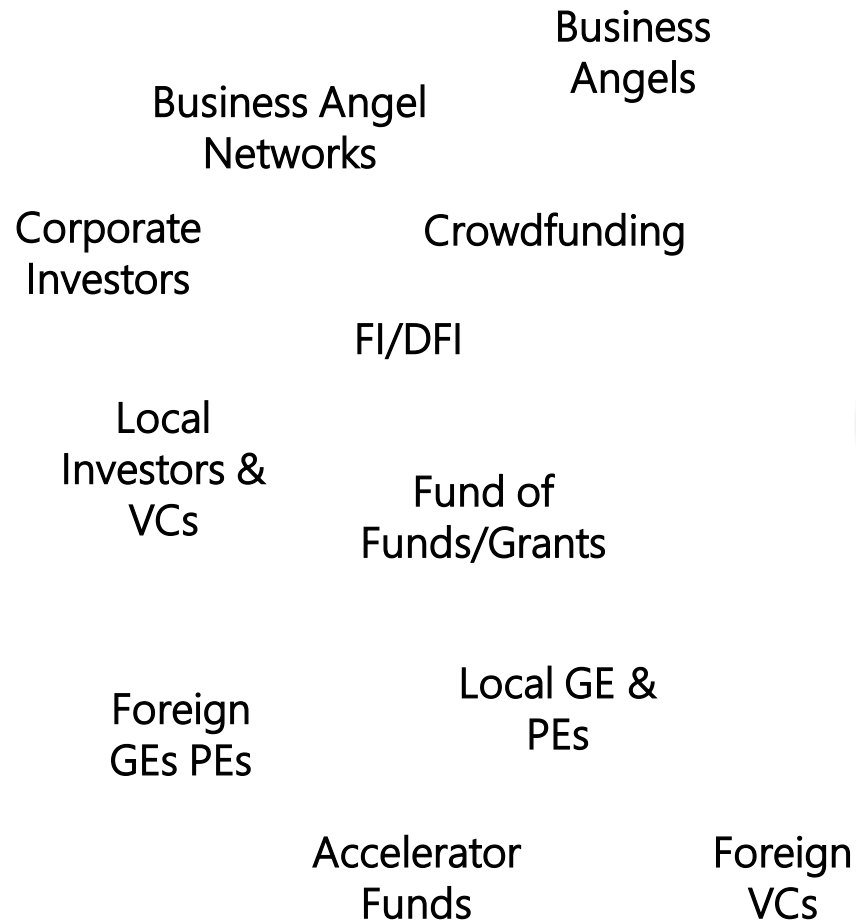 Business
Angels
Business Angel
Networks
Corporate
Investors
Crowdfunding
FI/DFI
Local
Investors &
VCs
Fund of
Funds/Grants
Local GE &
PEs
Foreign
GEs PEs
Accelerator
Funds
Foreign
VCs